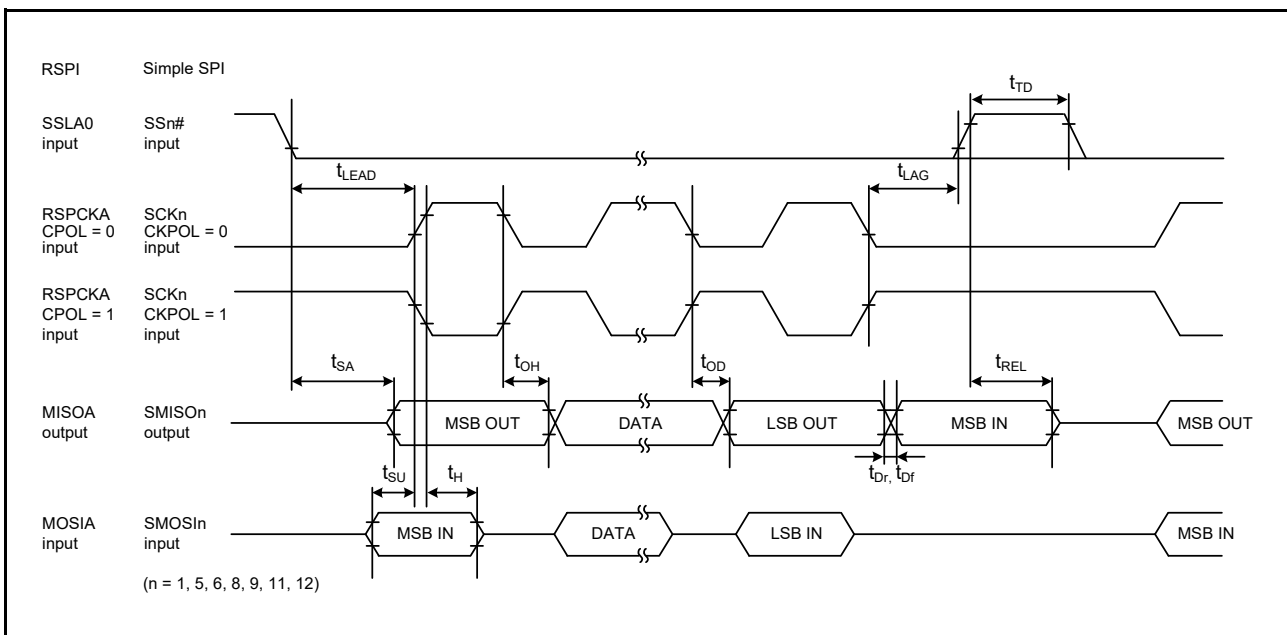 RSPI Simple SPI
tTD
SSLA0 SSn#
input input
tLEAD tLAG
RSPCKA SCKn
CPOL = 0 CKPOL = 0
input input
RSPCKA SCKn
CPOL = 1 CKPOL = 1
input input
tSA tOH tOD tREL
MISOA SMISOn
output output
MSB OUT DATA LSB OUT MSB IN MSB OUT
tSU tH tDr, tDf
MOSIA SMOSIn
input input
MSB IN DATA LSB IN MSB IN
(n = 1, 5, 6, 8, 9, 11, 12)